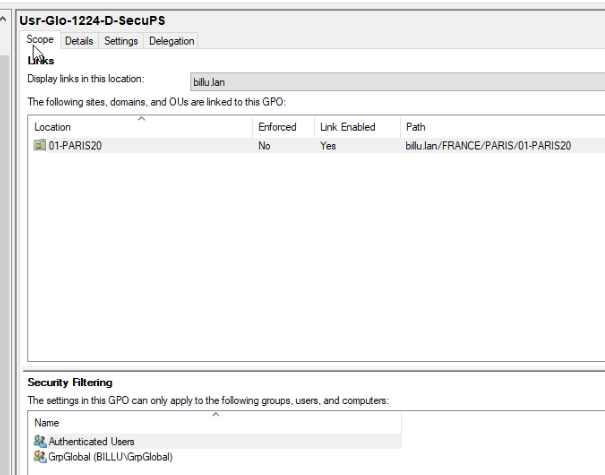 Usr-Glo-1224-D-SecuPS
Scope Details Settings Delegation
Links
Display links in this location: billu.lan
The following sites, domains, and OUs are linked to this GPO:
Location Enforced Link Enabled Path
01-PARIS20 No Yes billu.lan/FRANCE/PARIS/01-PARIS20
Security Filtering
The settings in this GPO can only apply to the following groups, users, and computers:
Name
Authenticated Users
GrpGlobal (BILLU\GrpGlobal)